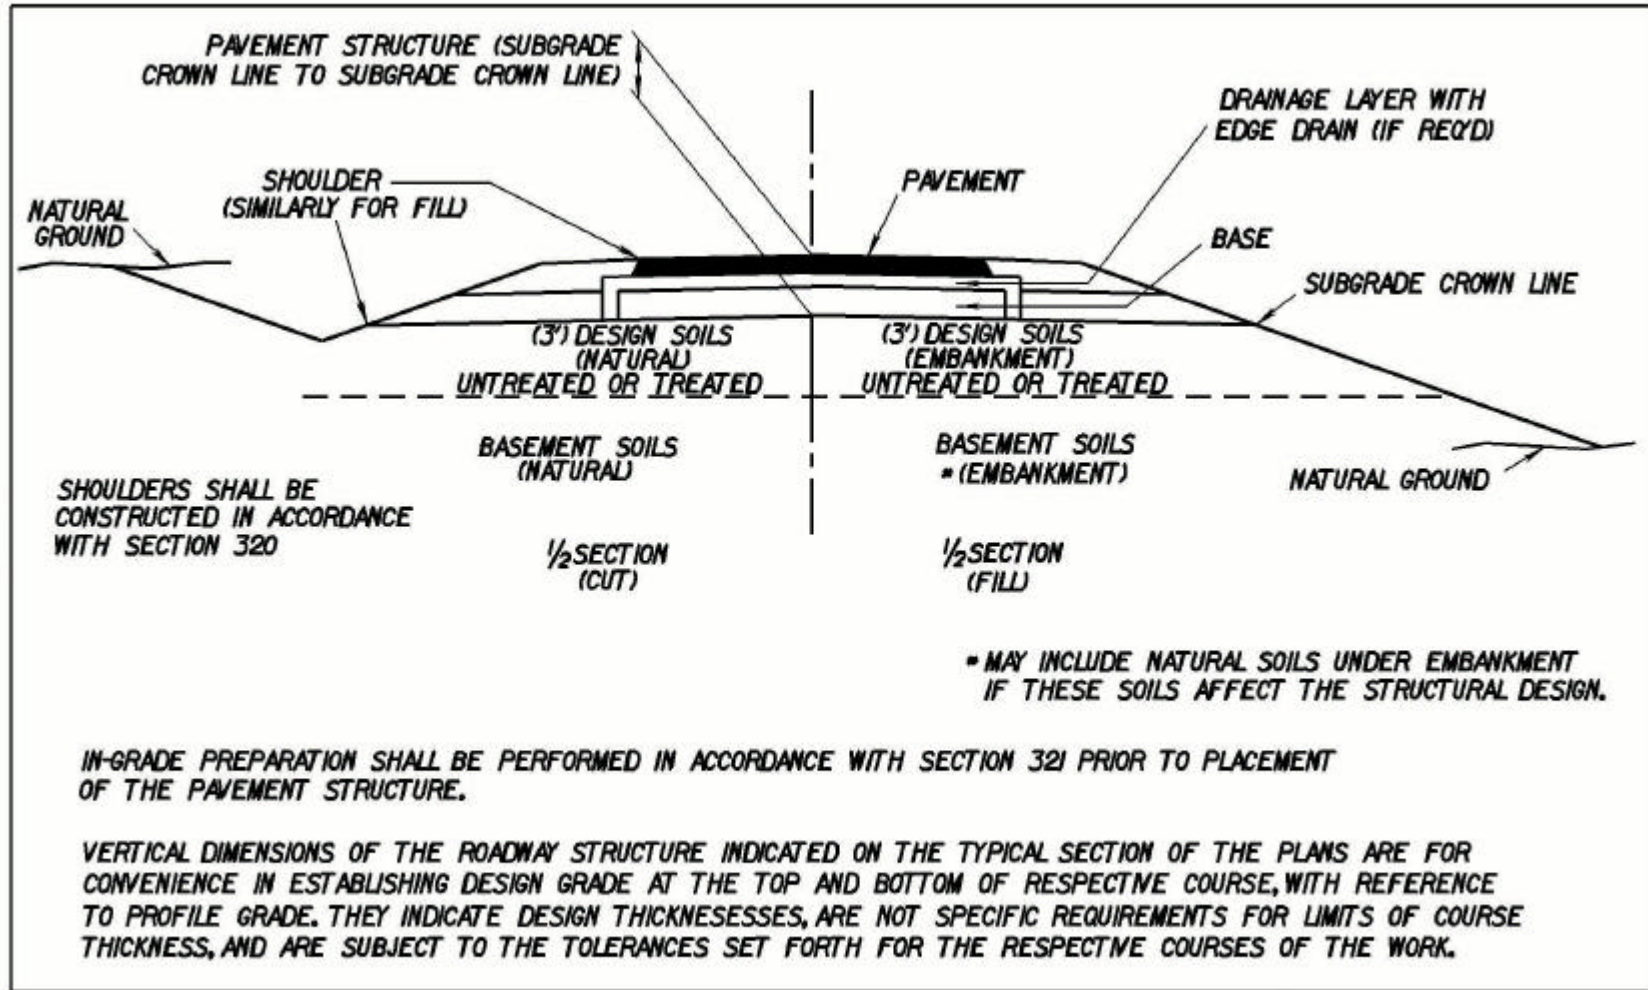 PAVEMENT STRUCTURE (SUBGRADE
CROWN LINE TO SUBGRADE CROWN LINE)
DRAINAGE LAYER WITH
EDGE DRAIN (IF REQ'D)
SHOULDER
(SIMILARLY FOR FILL)
PAVEMENT
NATURAL
GROUND
BASE
SUBGRADE CROWN LINE
(3') DESIGN SOILS
(NATURAL)
UNTREATED OR TREATED
(3') DESIGN SOILS
(EMBANKMENT)
UNTREATED OR TREATED
BASEMENT SOILS
(NATURAL)
BASEMENT SOILS
* (EMBANKMENT)
NATURAL GROUND
SHOULDERS SHALL BE
CONSTRUCTED IN ACCORDANCE
WITH SECTION 320
1/2 SECTION
(CUT)
1/2 SECTION
(FILL)
* MAY INCLUDE NATURAL SOILS UNDER EMBANKMENT
IF THESE SOILS AFFECT THE STRUCTURAL DESIGN.
IN-GRADE PREPARATION SHALL BE PERFORMED IN ACCORDANCE WITH SECTION 321 PRIOR TO PLACEMENT
OF THE PAVEMENT STRUCTURE.
VERTICAL DIMENSIONS OF THE ROADWAY STRUCTURE INDICATED ON THE TYPICAL SECTION OF THE PLANS ARE FOR
CONVENIENCE IN ESTABLISHING DESIGN GRADE AT THE TOP AND BOTTOM OF RESPECTIVE COURSE, WITH REFERENCE
TO PROFILE GRADE. THEY INDICATE DESIGN THICKNESESSES, ARE NOT SPECIFIC REQUIREMENTS FOR LIMITS OF COURSE
THICKNESS, AND ARE SUBJECT TO THE TOLERANCES SET FORTH FOR THE RESPECTIVE COURSES OF THE WORK.